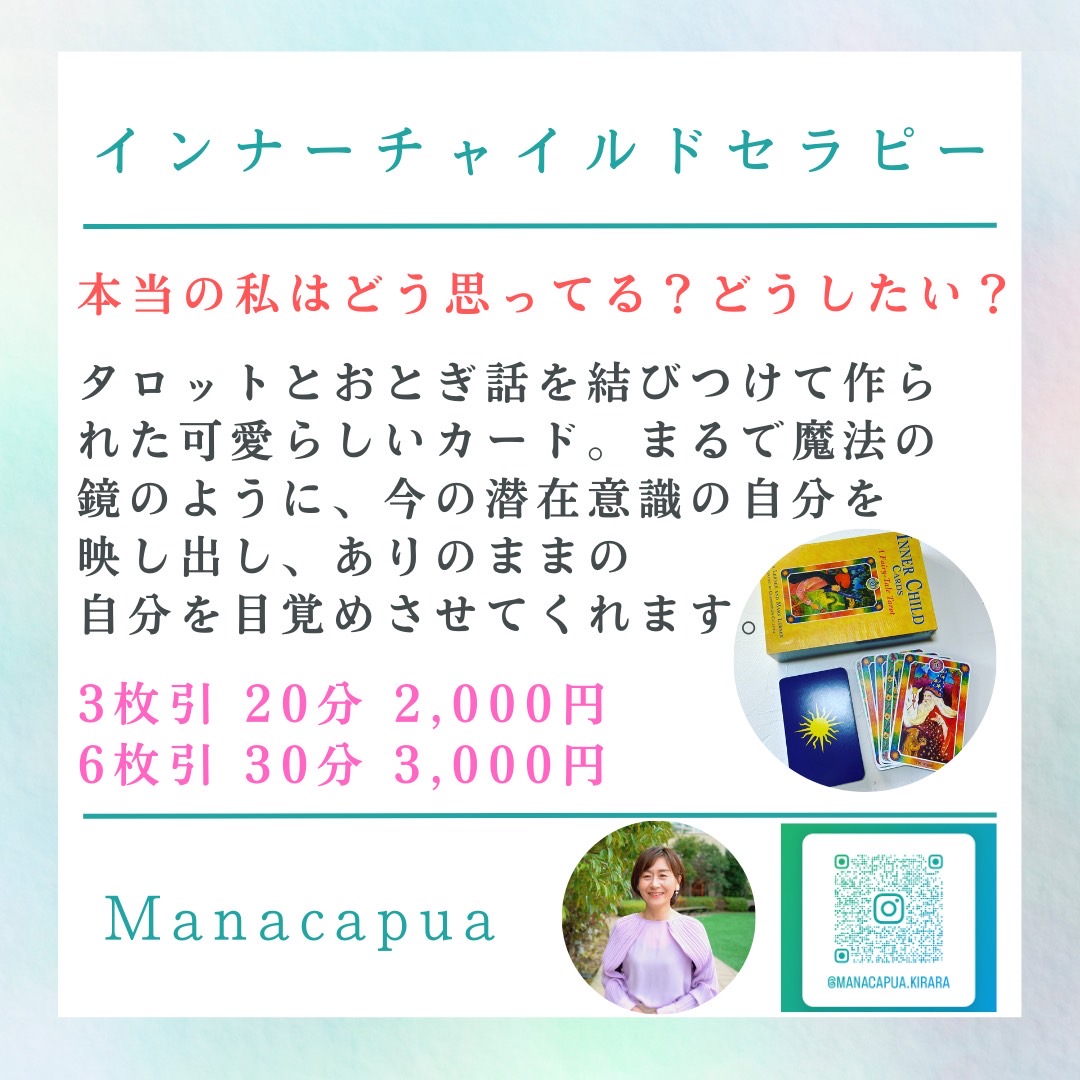 インナーチャイルドセラピー
本当の私はどう思ってる？どうしたい？
タロットとおとぎ話を結びつけて作ら
れた可愛らしいカード。まるで魔法の
鏡のように、今の潜在意識の自分を
映し出し、ありのままの
自分を目覚めさせてくれます。
INNER CHILD
CARDS
A Fairy-Tale Tarot
3枚引 20分 2,000円
6枚引 30分 3,000円
Manacapua
@MANACAPUA.KIRARA